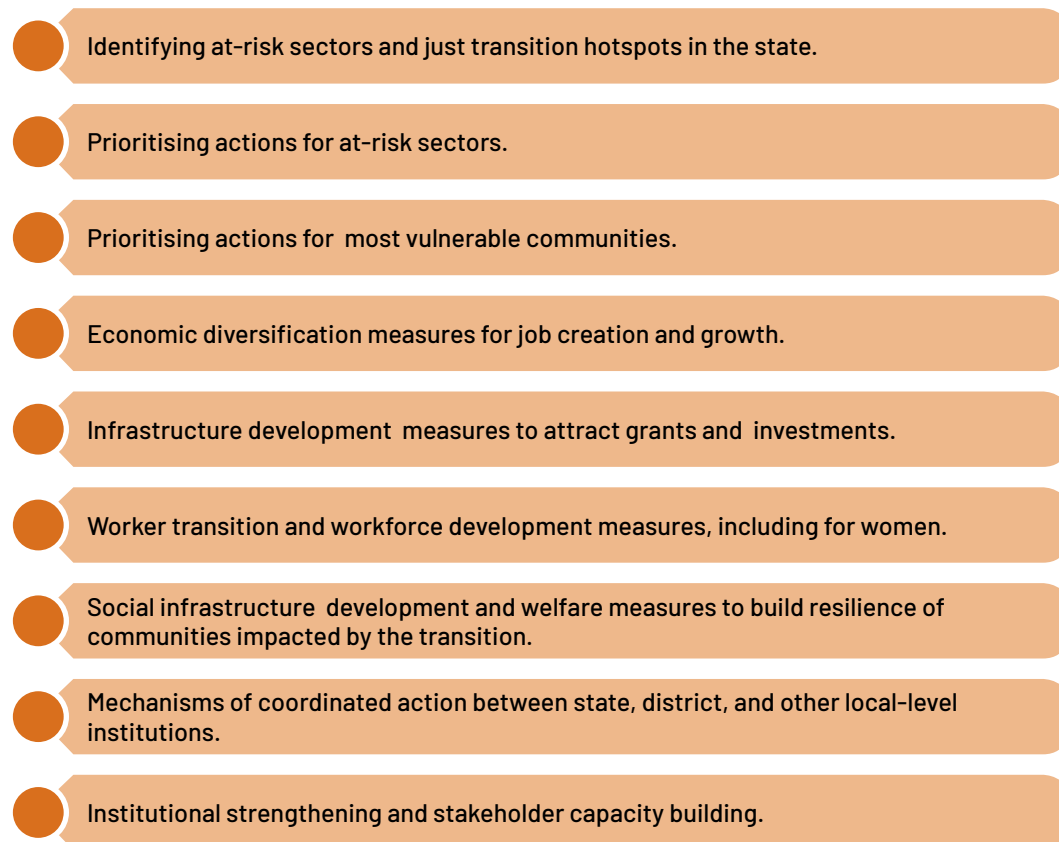 Identifying at-risk sectors and just transition hotspots in the state.
Prioritising actions for at-risk sectors.
Prioritising actions for  most vulnerable communities.
Economic diversification measures for job creation and growth.
Infrastructure development  measures to attract grants and  investments.
Worker transition and workforce development measures, including for women.
Social infrastructure  development and welfare measures to build resilience of
communities impacted by the transition.
Mechanisms of coordinated action between state, district, and other local-level
institutions.
Institutional strengthening and stakeholder capacity building.